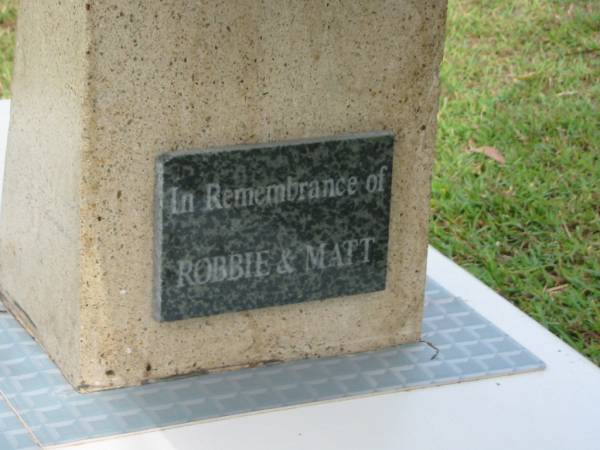 In Remembrance of
ROBBIE & MATT